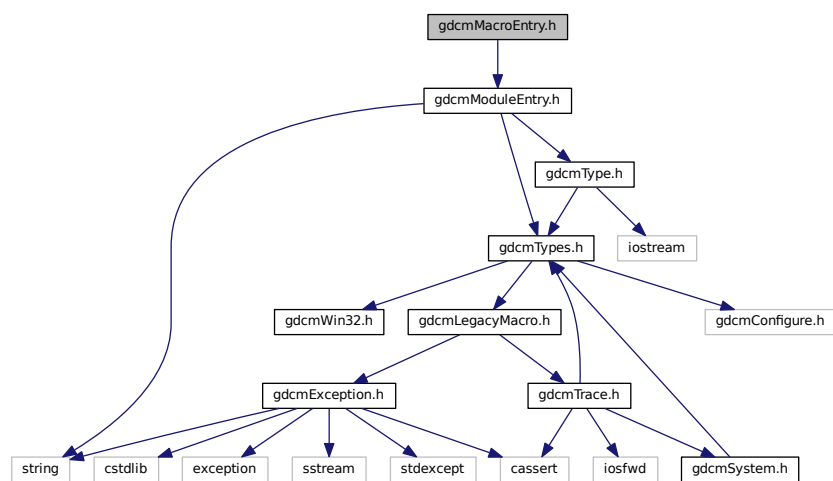 gdcmMacroEntry.h
gdcmModuleEntry.h
gdcmType.h
gdcmTypes.h
iostream
gdcmWin32.h
gdcmLegacyMacro.h
gdcmConfigure.h
gdcmException.h
gdcmTrace.h
string
cstdlib
exception
sstream
stdexcept
cassert
iosfwd
gdcmSystem.h